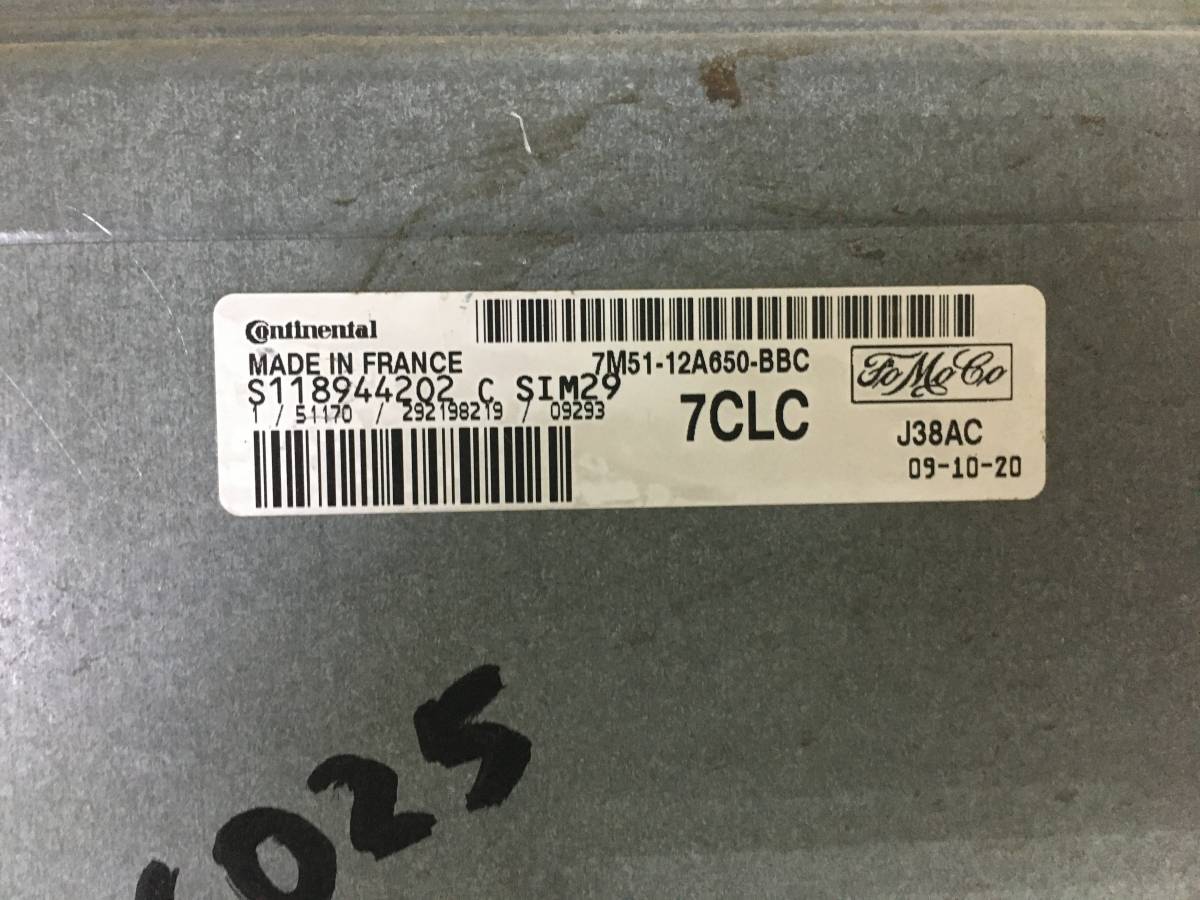 Continental
MADE IN FRANCE
7M51-12A650-BBC
FoMoCo
S118944202 C SIM29
1 / 51170 / 292198219 / 09293
7CLC
J38AC
09-10-20
025